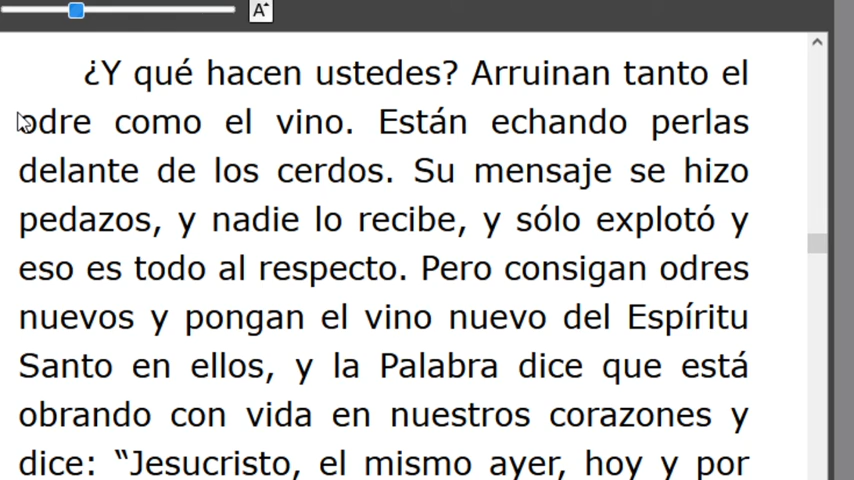 A
¿Y qué hacen ustedes? Arruinan tanto el
odre como el vino. Están echando perlas
delante de los cerdos. Su mensaje se hizo
pedazos, y nadie lo recibe, y sólo explotó y
eso es todo al respecto. Pero consigan odres
nuevos y pongan el vino nuevo del Espíritu
Santo en ellos, y la Palabra dice que está
obrando con vida en nuestros corazones y
dice: “Jesucristo, el mismo ayer, hoy y por